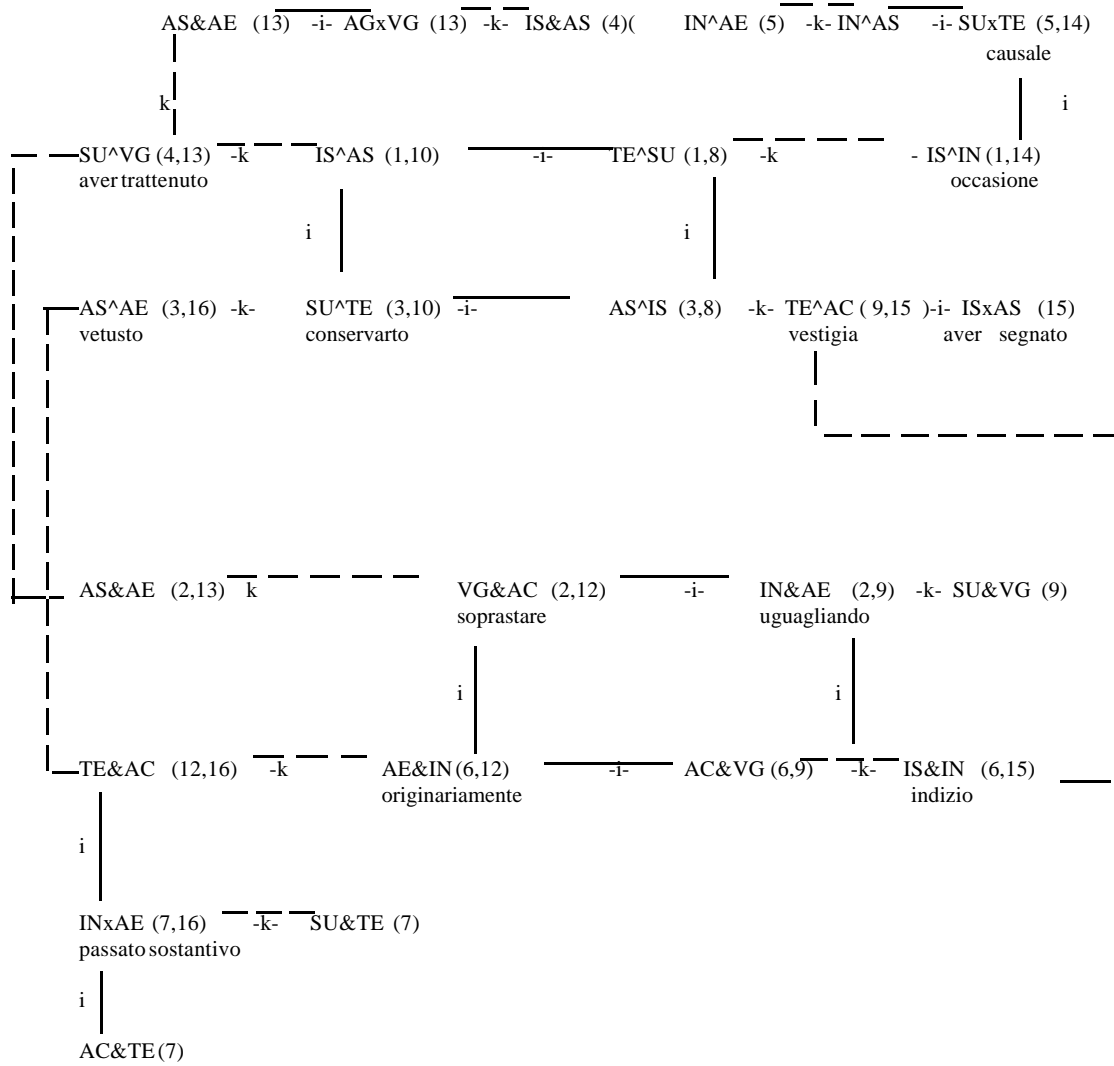 AS&AE (13) -i- AGxVG (13) -k- IS&AS (4)( IN^AE (5) -k- IN^AS -i- SUxTE (5,14)
causale
k i
SU^VG (4,13) -k IS^AS (1,10) -ı- TE^SU (1,8) -k - IS^IN (1,14)
aver trattenuto occasione
i i
AS^AE (3,16) -k- SU^TE (3,10) -i- AS^IS (3,8) -k- TE^AC ( 9,15 )-i- ISxAS (15)
vetusto conservarto vestigia aver segnato
AS&AE (2,13) k VG&AC (2,12) -i- IN&AE (2,9) -k- SU&VG (9)
soprastare uguagliando
i i
TE&AC (12,16) -k AE&IN (6,12) -i- AC&VG (6,9) -k- IS&IN (6,15)
originariamente indizio
i
INxAE (7,16) -k- SU&TE (7)
passato sostantivo
i
AC&TE (7)